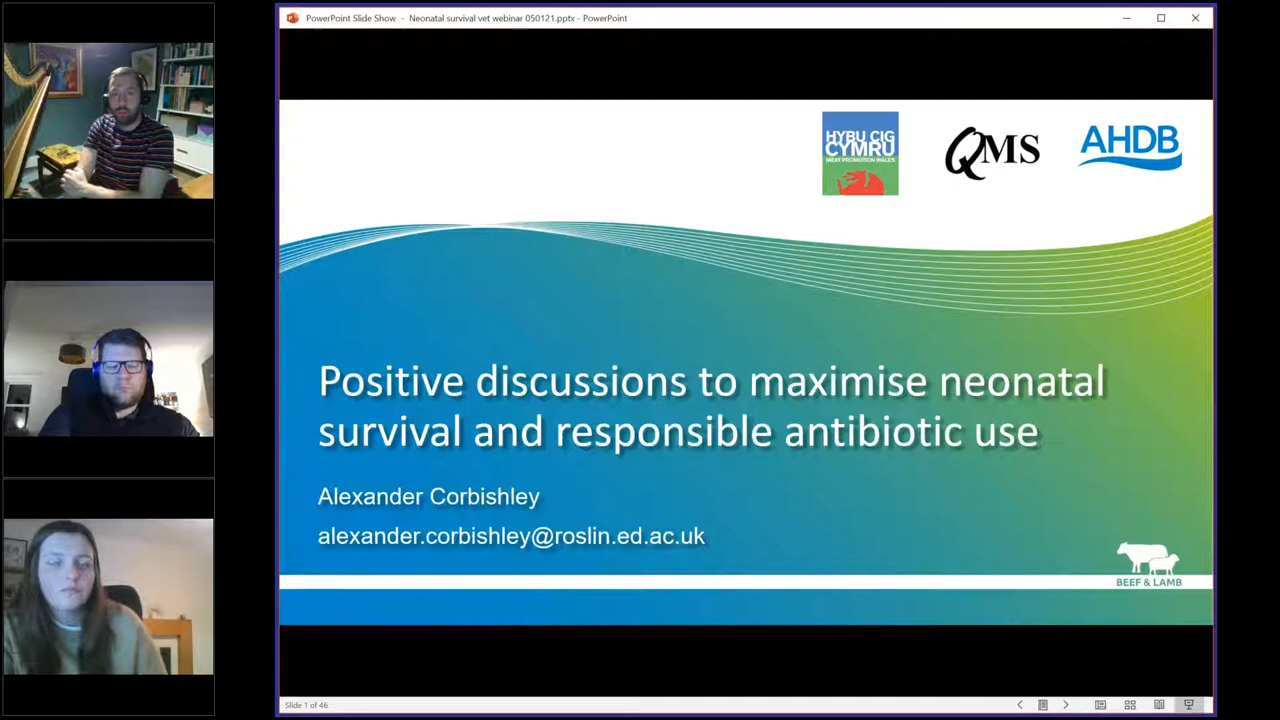 PowerPoint Slide Show - Neonatal survival vet webinar 050121.pptx - PowerPoint
HYBU CIG
CYMRU
MEAT PROMOTION WALES
QMS
AHDB
Positive discussions to maximise neonatal
survival and responsible antibiotic use
Alexander Corbishley
alexander.corbishley@roslin.ed.ac.uk
BEEF & LAMB
Slide 1 of 46